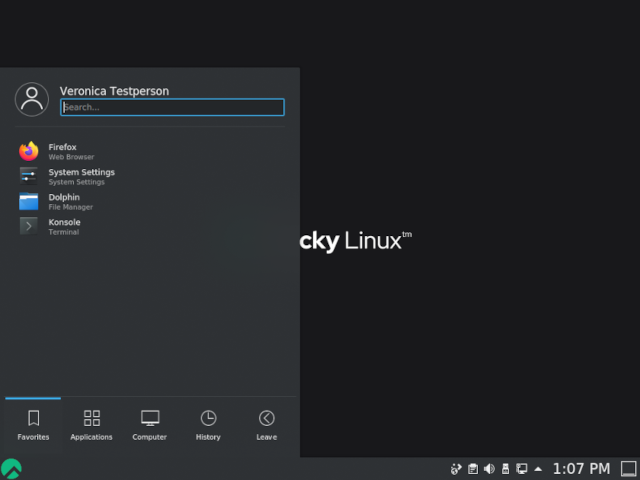 Veronica Testperson
Search...
Firefox
Web Browser
System Settings
System Settings
Dolphin
File Manager
Konsole
Terminal
cky Linux™
Favorites
Applications
Computer
History
Leave
1:07 PM